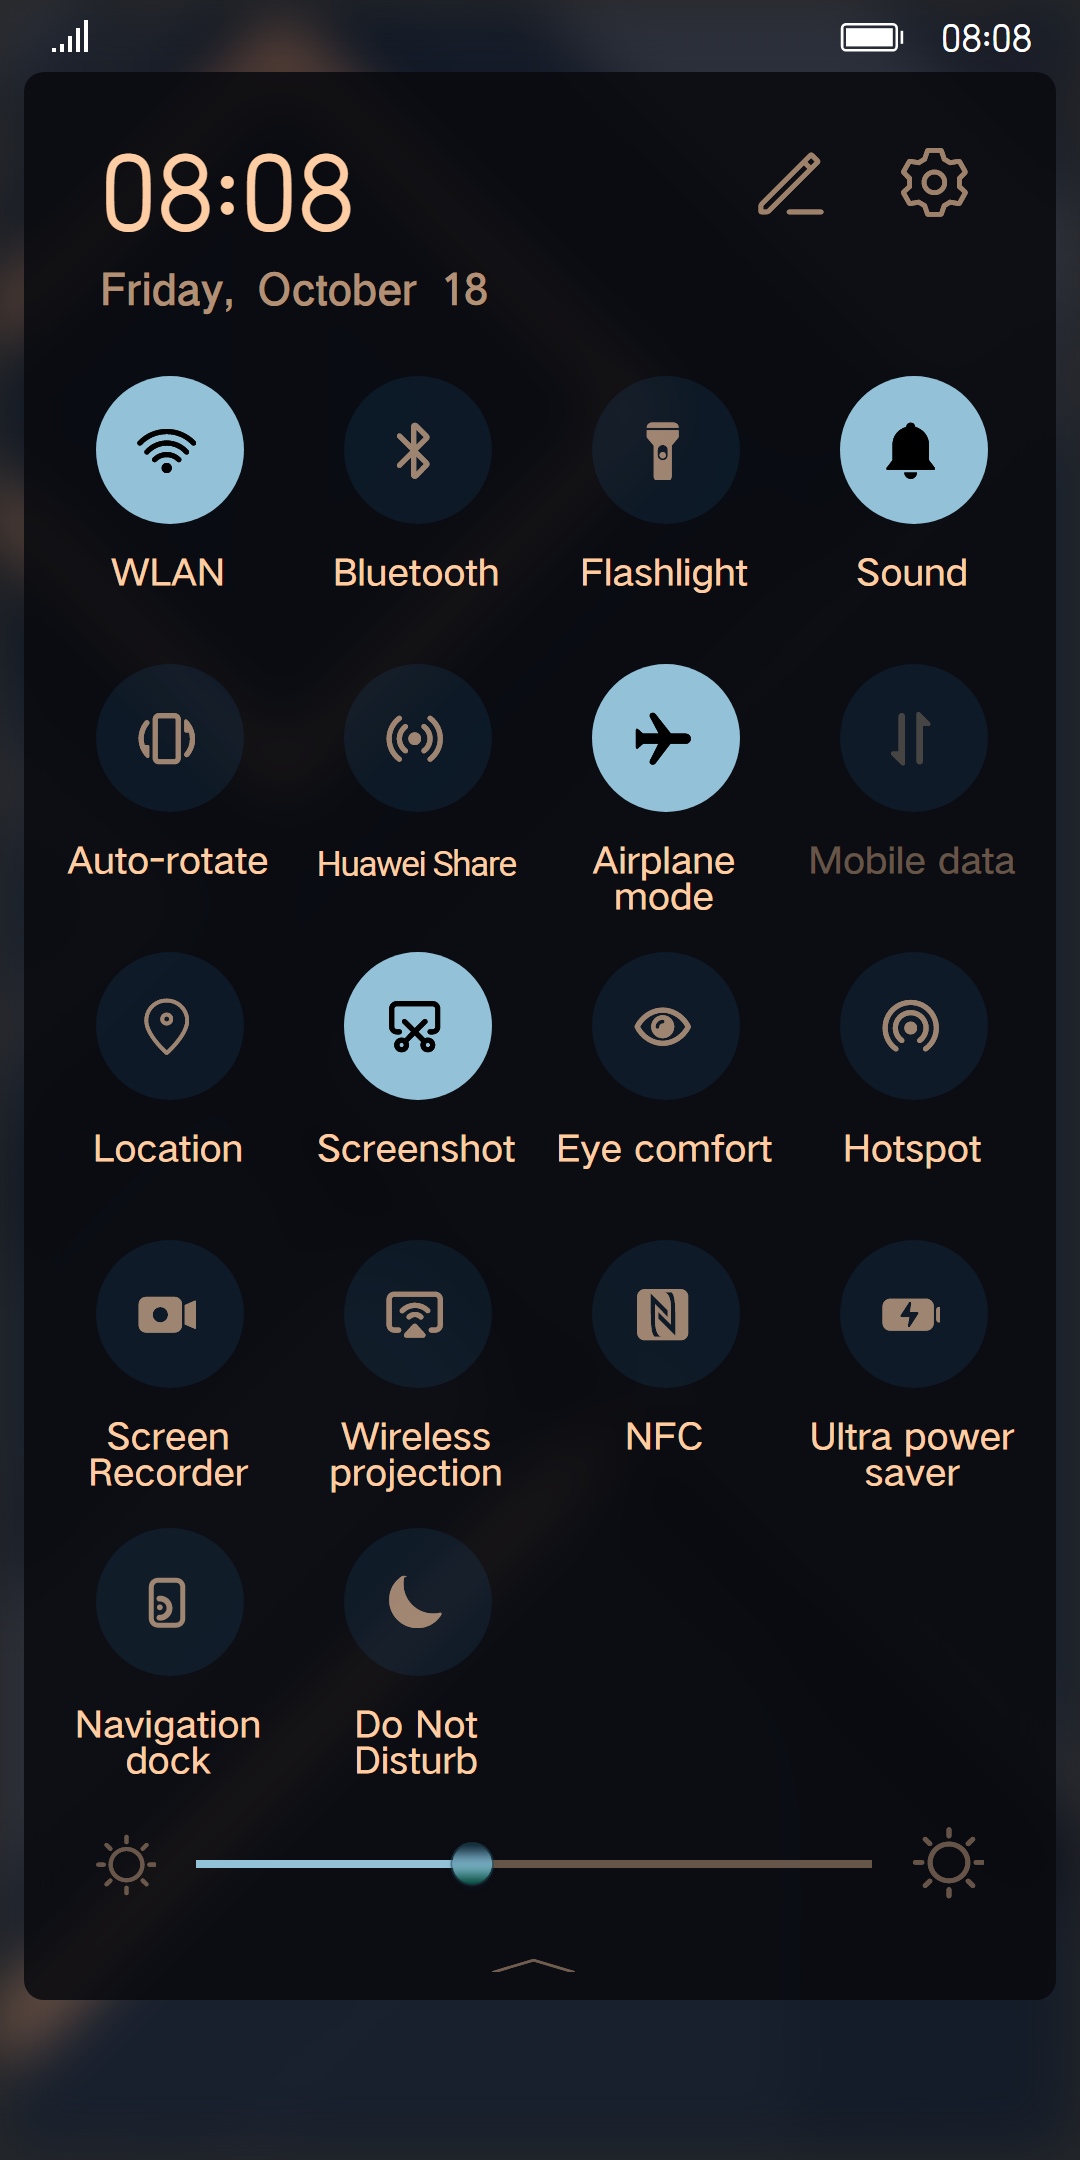 08:08
08:08
Friday, October 18
WLAN
Bluetooth
Flashlight
Sound
Auto-rotate
Huawei Share
Airplane
mode
Mobile data
Location
Screenshot
Eye comfort
Hotspot
Screen
Recorder
Wireless
projection
NFC
Ultra power
saver
Navigation
dock
Do Not
Disturb